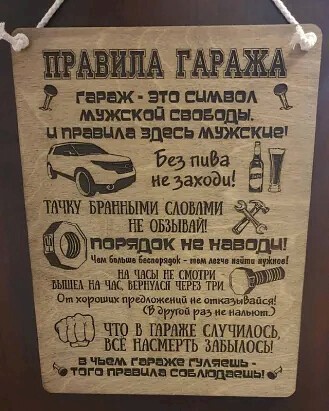 ПРАВИЛА ГАРАЖА
ГАРАЖ - ЭТО СИМВОЛ
МУЖСКОЙ СВОБОДЫ,
И ПРАВИЛА ЗДЕСЬ МУЖСКИЕ!
Без пива
не заходи!
ТАЧКУ БРАННЫМИ СЛОВАМИ
НЕ ОБЗЫВАЙ!
ПОРЯДОК НЕ НАВОДИ!
Чем больше беспорядок - тем легче найти нужное!
НА ЧАСЫ НЕ СМОТРИ
ВЫШЕЛ НА ЧАС, ВЕРНУЛСЯ ЧЕРЕЗ ТРИ.
От хороших предложений не отказывайся!
(В другой раз не нальют.)
ЧТО В ГАРАЖЕ СЛУЧИЛОСЬ,
ВСЁ НАСМЕРТЬ ЗАБЫЛОСЬ!
В ЧЬЕМ ГАРАЖЕ ГУЛЯЕШЬ -
ТОГО ПРАВИЛА СОБЛЮДАЕШЬ!